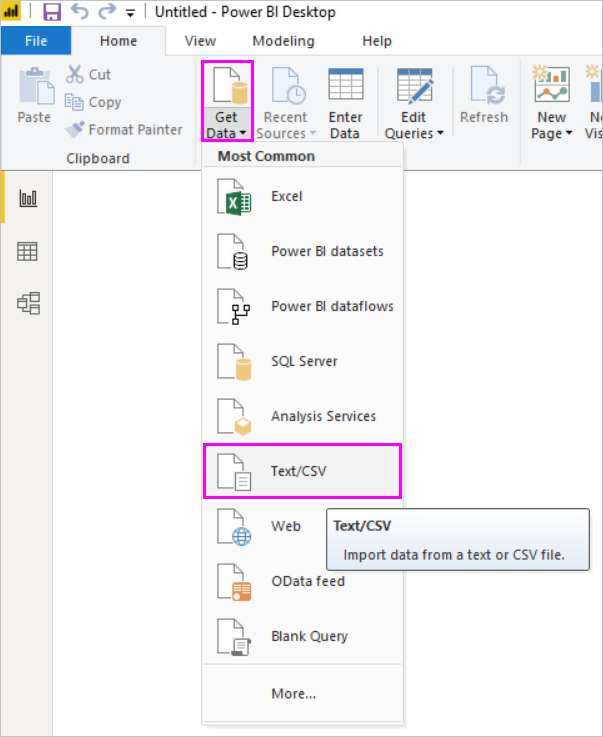 Untitled - Power BI Desktop
File Home View Modeling Help
Paste
Cut
Copy
Format Painter
Clipboard
Get Data
Recent Sources
Enter Data
Edit Queries
Refresh
New Page
Most Common
Excel
Power BI datasets
Power BI dataflows
SQL Server
Analysis Services
Text/CSV
Web
Text/CSV
Import data from a text or CSV file.
OData feed
Blank Query
More...